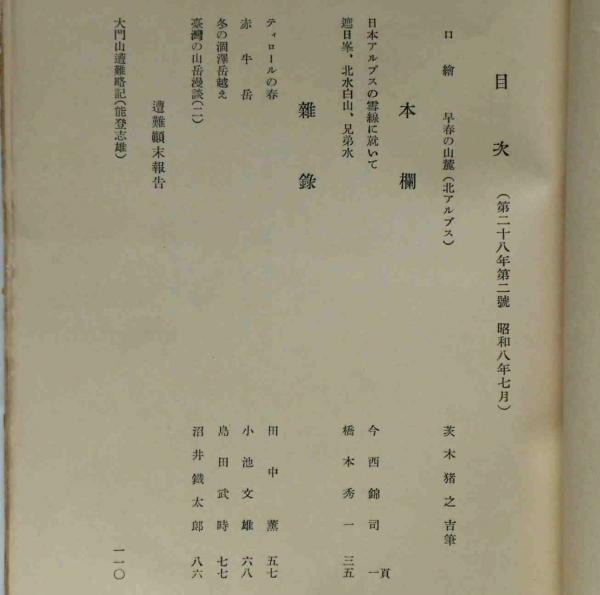 目次 (第二十八年第二號 昭和八年七月)
口繪 早春の山麓(北アルプス) 茨木猪之吉筆
本欄
日本アルプスの雪線に就いて 今西錦司 一頁
遮日峯、北水白山、兄弟水 橋本秀一 三五
雜錄
ティロールの春 田中薫 五七
赤牛岳 小池文雄 六八
冬の涸澤岳越え 島田武時 七七
臺灣の山岳漫談(二) 沼井鐵太郎 八六
遭難顚末報告
大門山遭難略記(能登志雄) 一一〇